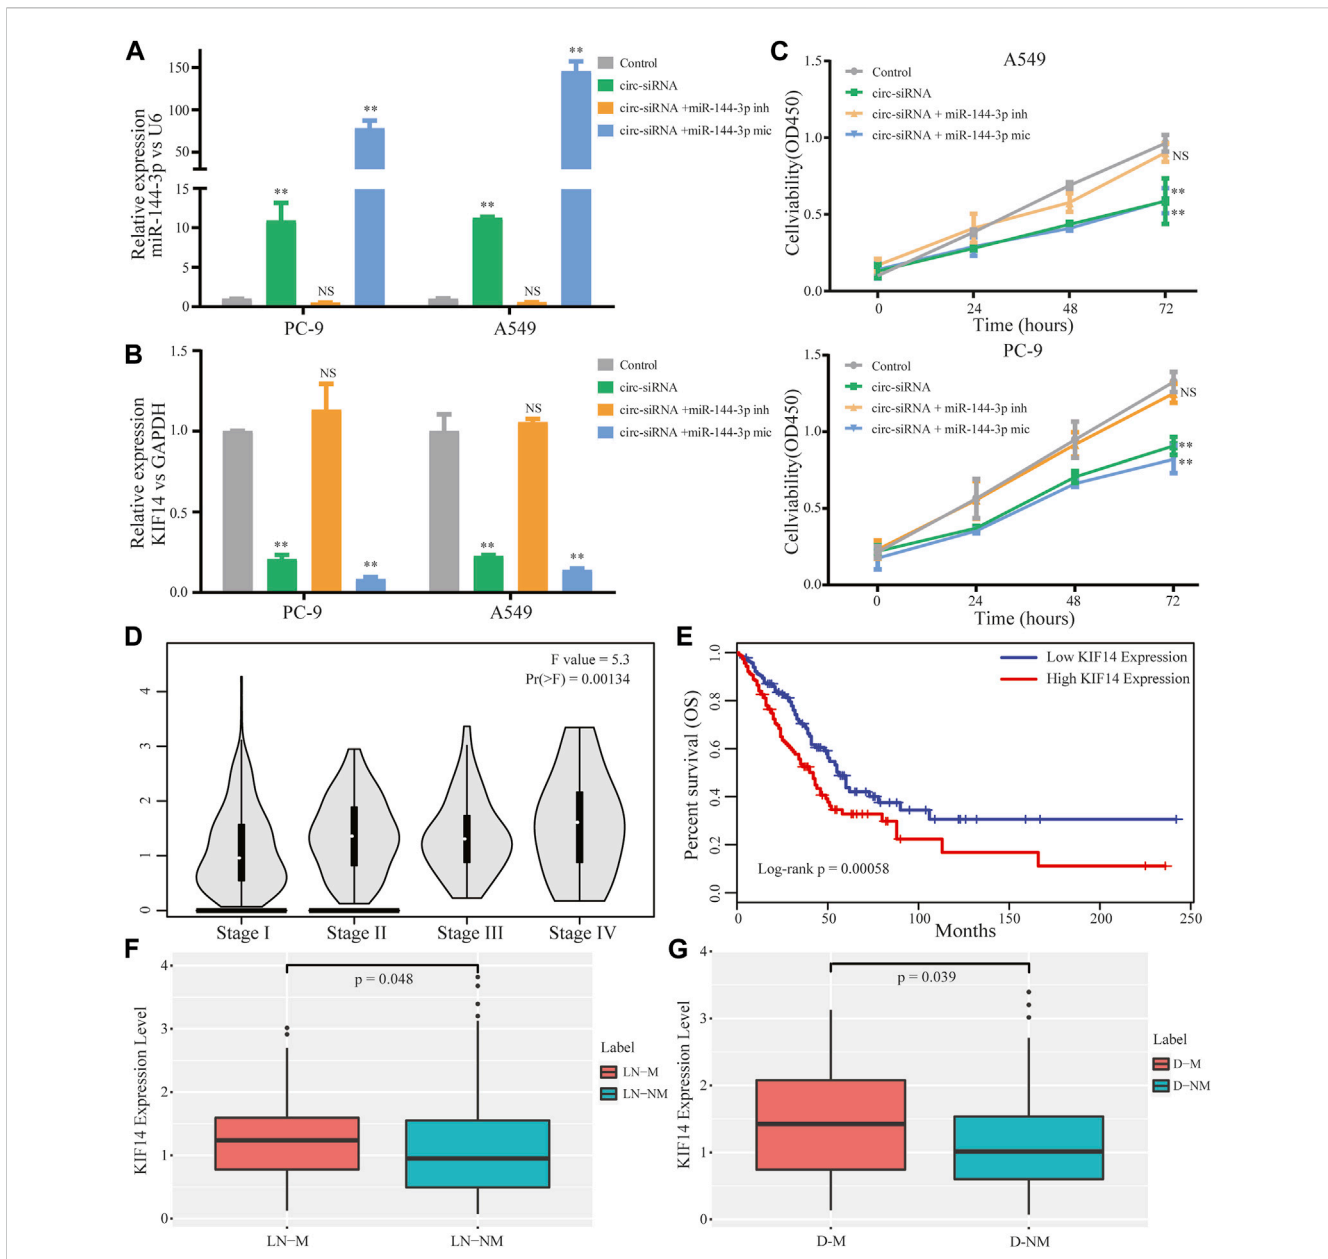 A
Relative expression
miR-144-3p vs U6
150
100
50
15
10
5
0
**
NS
**
**
NS
**
PC-9
A549
Control
circ-siRNA
circ-siRNA +miR-144-3p inh
circ-siRNA +miR-144-3p mic
B
Relative expression
KIF14 vs GAPDH
1.5
1.0
0.5
0.0
**
NS
**
**
NS
**
PC-9
A549
Control
circ-siRNA
circ-siRNA +miR-144-3p inh
circ-siRNA +miR-144-3p mic
C
A549
Cellviability(OD450)
1.5
1.0
0.5
0.0
Control
circ-siRNA
circ-siRNA + miR-144-3p inh
circ-siRNA + miR-144-3p mic
NS
**
**
0
24
48
72
Time (hours)
PC-9
Cellviability(OD450)
1.5
1.0
0.5
0.0
Control
circ-siRNA
circ-siRNA + miR-144-3p inh
circ-siRNA + miR-144-3p mic
NS
**
**
0
24
48
72
Time (hours)
D
F value = 5.3
Pr(>F) = 0.00134
4
3
2
1
0
Stage I
Stage II
Stage III
Stage IV
E
Percent survival (OS)
1.0
0.8
0.6
0.4
0.2
0.0
Low KIF14 Expression
High KIF14 Expression
Log-rank p = 0.00058
0
50
100
150
200
250
Months
F
KIF14 Expression Level
4
3
2
1
0
p = 0.048
LN−M
LN−NM
Label
LN−M
LN−NM
G
KIF14 Expression Level
4
3
2
1
0
p = 0.039
D-M
D-NM
Label
D−M
D−NM